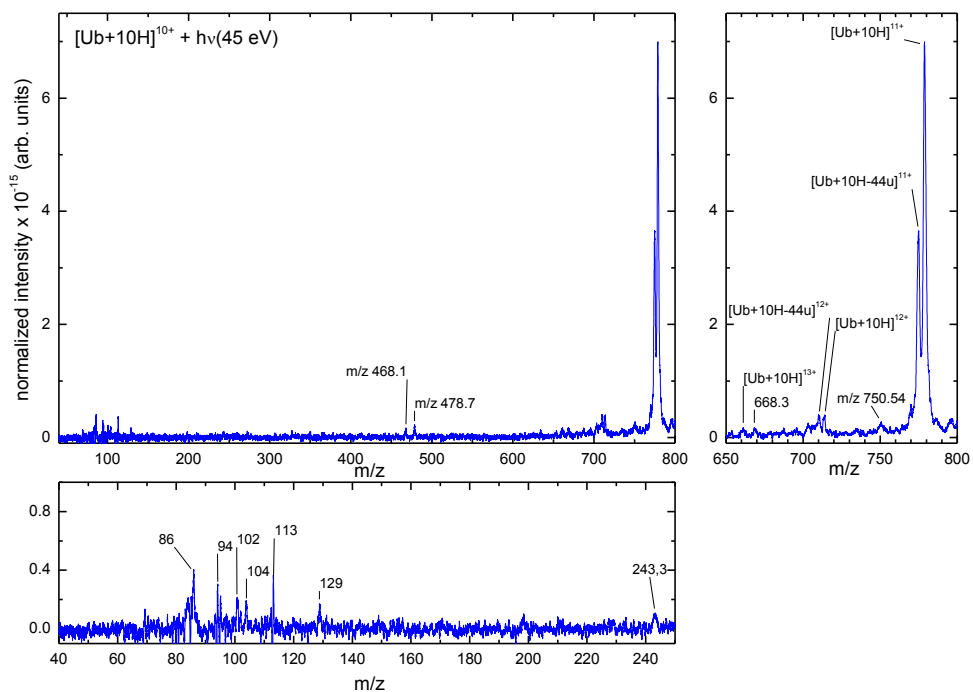 [Ub+10H]10+ + hν(45 eV)
normalized intensity x 10-15 (arb. units)
6
4
2
0
m/z 468.1
m/z 478.7
100 200 300 400 500 600 700 800
m/z
[Ub+10H]11+
[Ub+10H-44u]11+
[Ub+10H-44u]12+
[Ub+10H]12+
[Ub+10H]13+
668.3
m/z 750.54
650 700 750 800
m/z
0.8
0.4
0.0
86
94
102
104
113
129
243,3
40 60 80 100 120 140 160 180 200 220 240
m/z